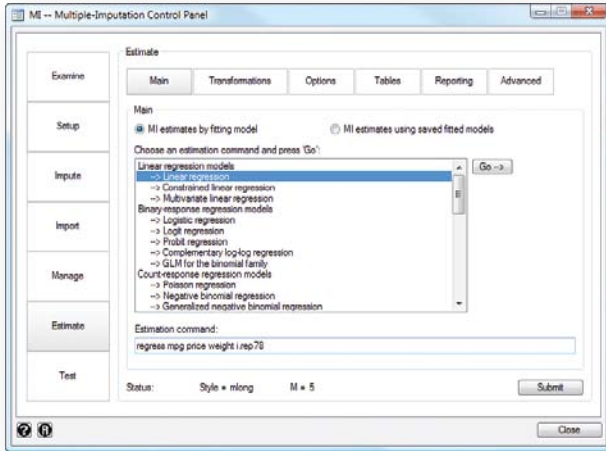 MI -- Multiple-Imputation Control Panel
Examine
Setup
Impute
Import
Manage
Estimate
Test
Estimate
Main Transformations Options Tables Reporting Advanced
Main
MI estimates by fitting model MI estimates using saved fitted models
Choose an estimation command and press 'Go':
Linear regression models
--> Linear regression
--> Constrained linear regression
--> Multivariate linear regression
Binary-response regression models
--> Logistic regression
--> Logit regression
--> Probit regression
--> Complementary log-log regression
--> GLM for the binomial family
Count-response regression models
--> Poisson regression
--> Negative binomial regression
--> Generalized negative binomial regression
Go -->
Estimation command:
regress mpg price weight i.rep78
Status: Style = mlong M = 5
Submit
Close